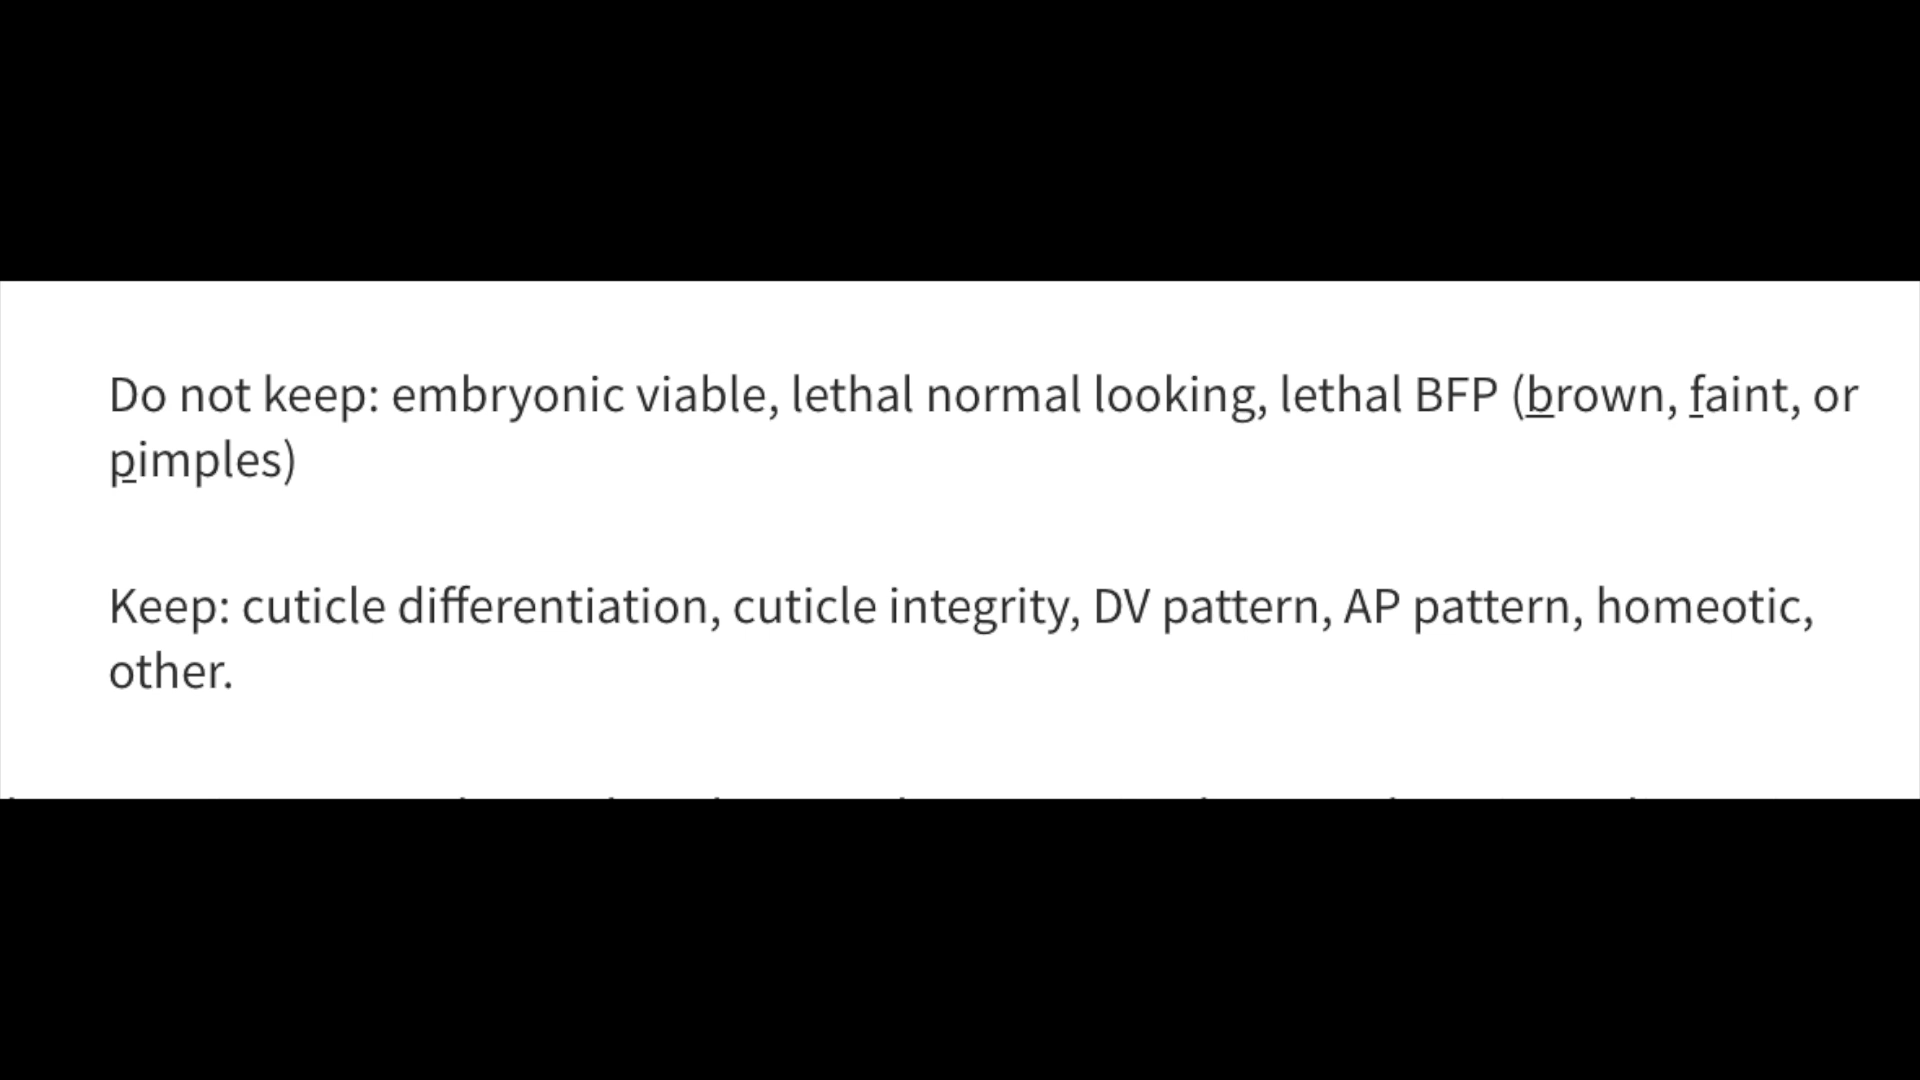 Do not keep: embryonic viable, lethal normal looking, lethal BFP (brown, faint, or
pimples)
Keep: cuticle differentiation, cuticle integrity, DV pattern, AP pattern, homeotic,
other.